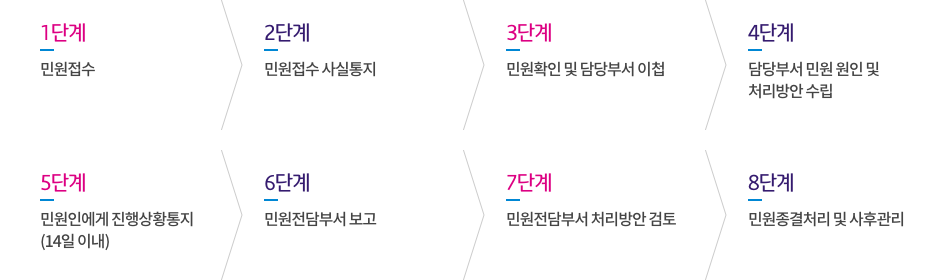 1단계
민원접수
2단계
민원접수 사실통지
3단계
민원확인 및 담당부서 이첩
4단계
담당부서 민원 원인 및
처리방안 수립
5단계
민원인에게 진행상황통지
(14일 이내)
6단계
민원전담부서 보고
7단계
민원전담부서 처리방안 검토
8단계
민원종결처리 및 사후관리